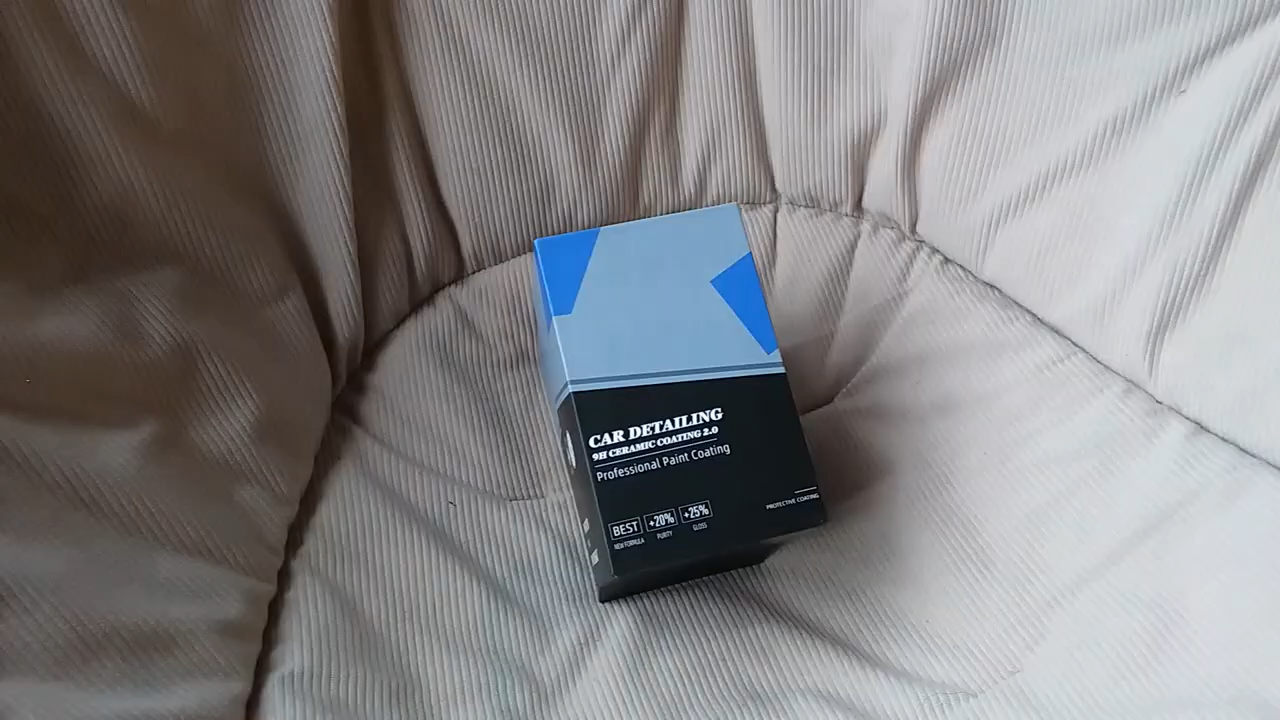 CAR DETAILING
9H CERAMIC COATING 2.0
Professional Paint Coating
PROTECTIVE COATING
BEST +20% +25%
NEW FORMULA PURITY GLOSS